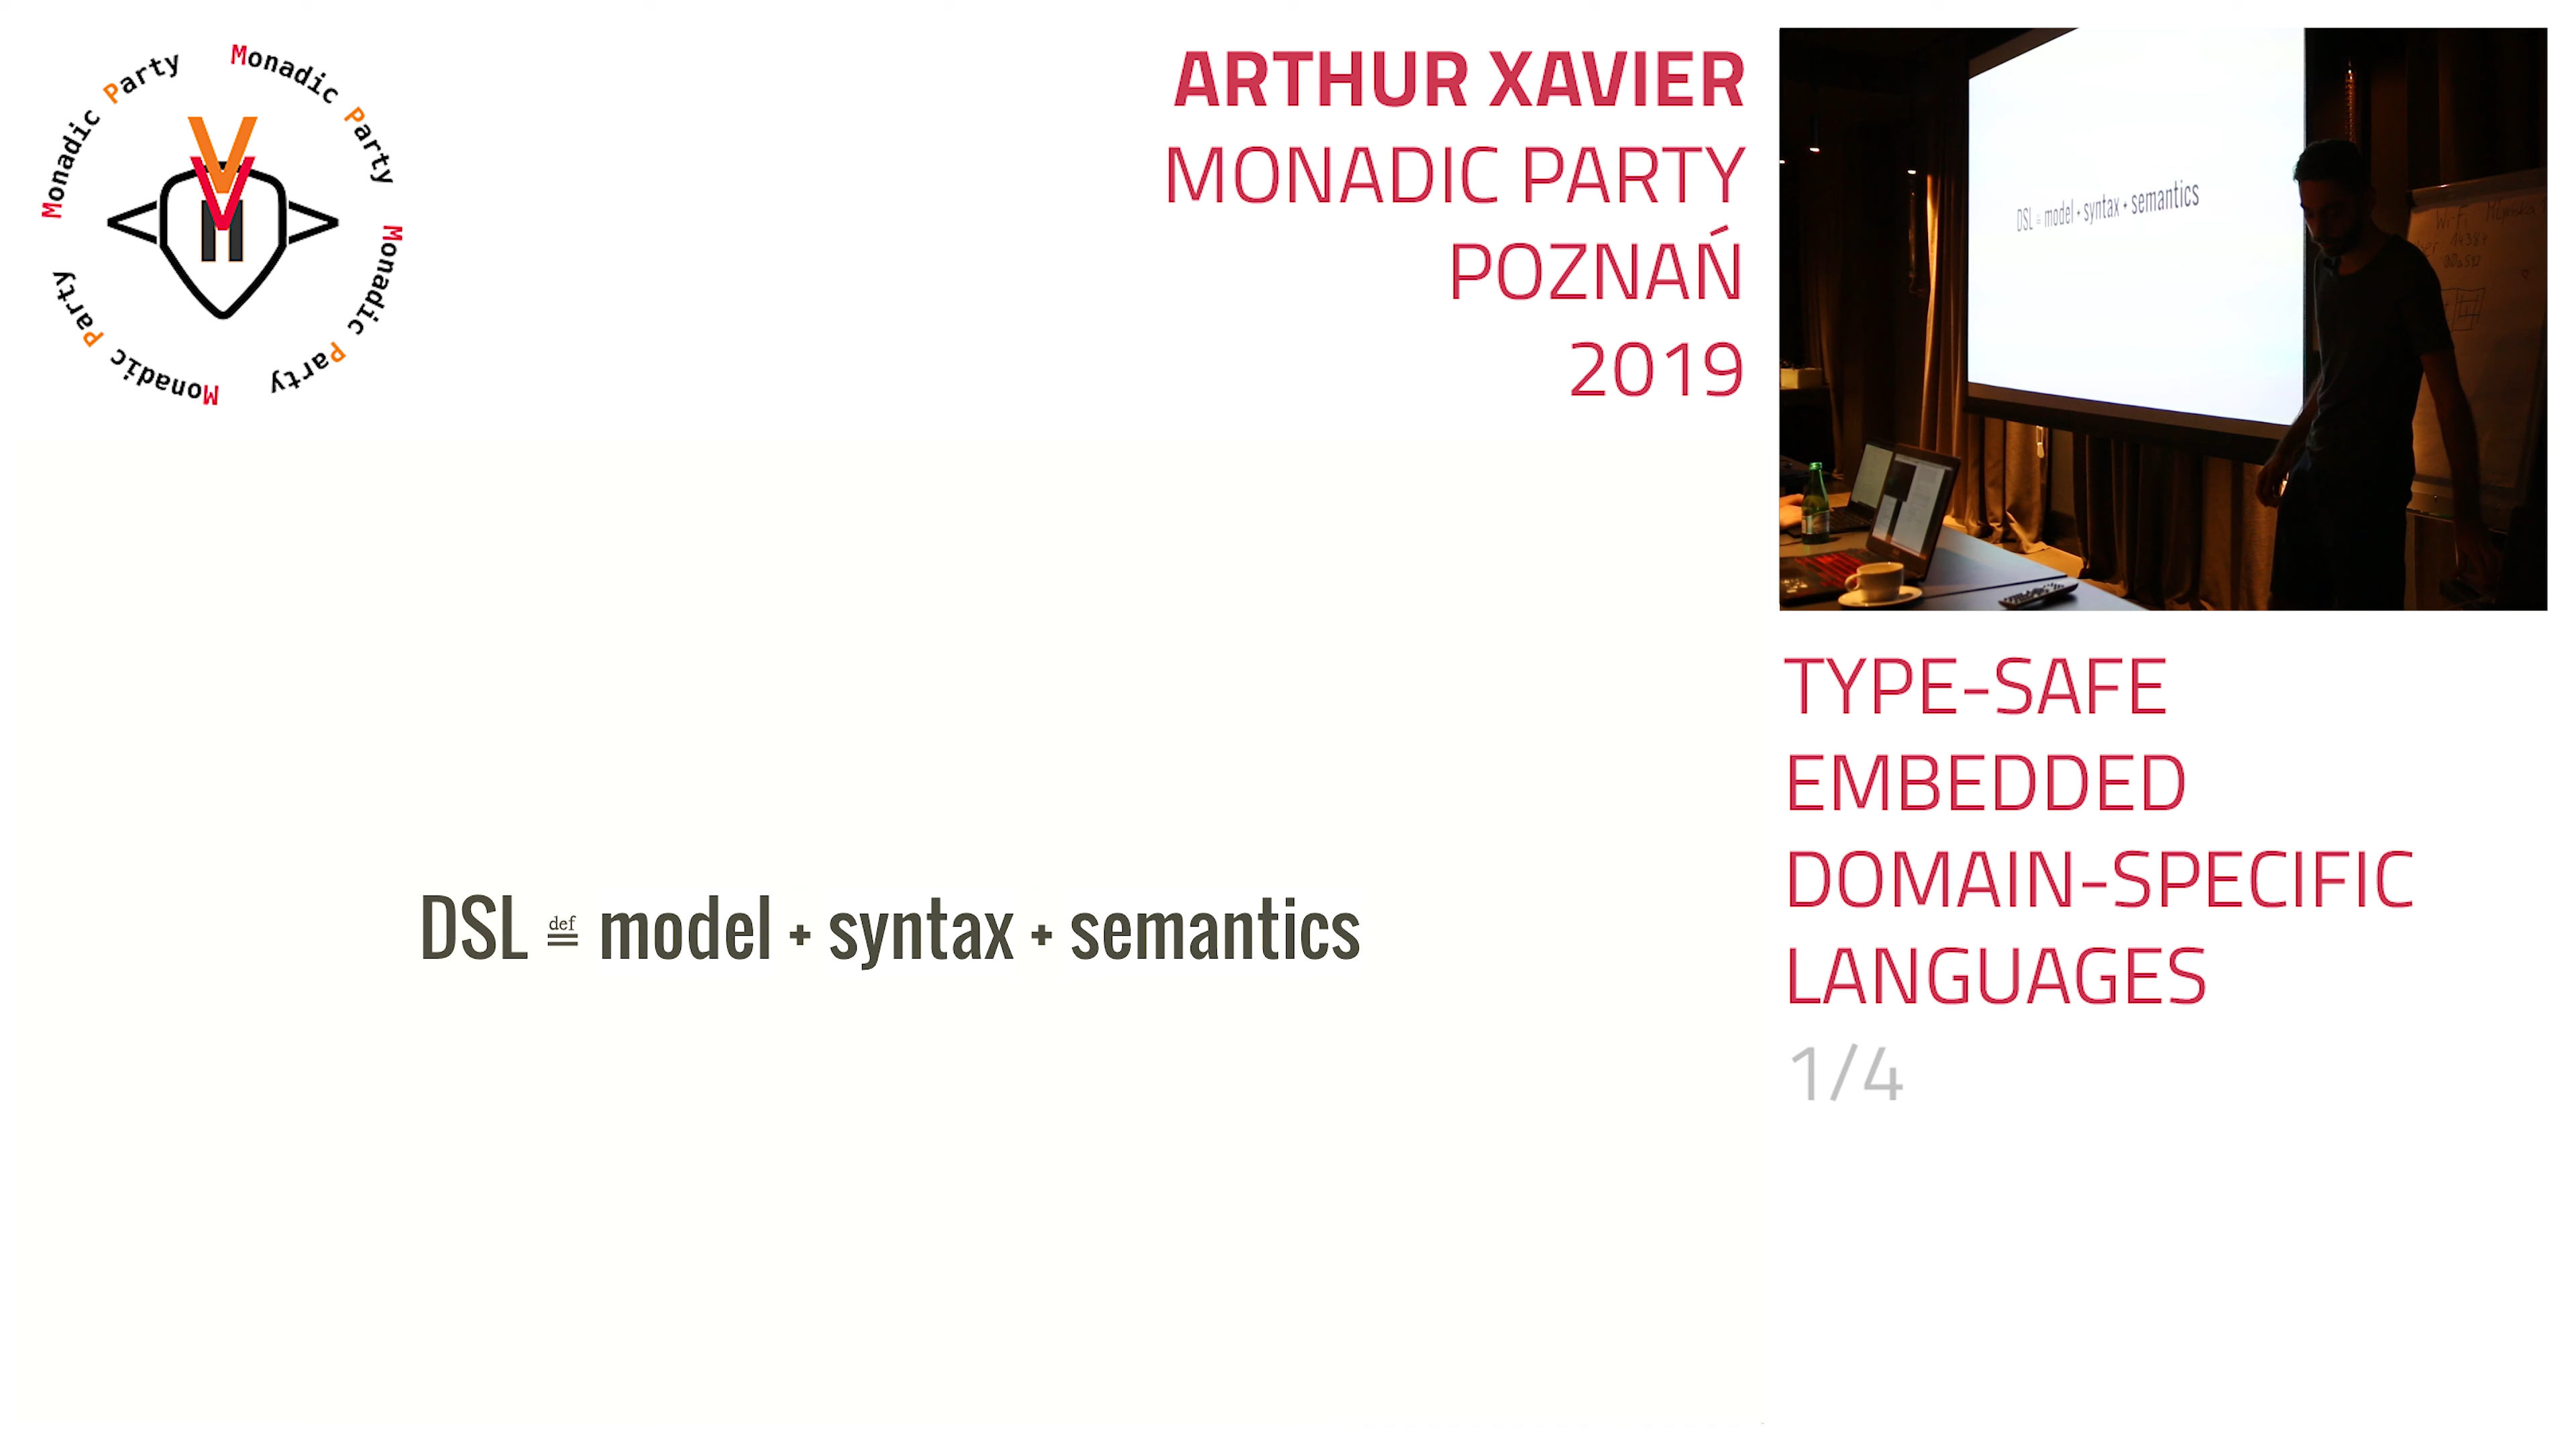 Monadic Party
Monadic Party
Monadic Party
Monadic Party
M
ARTHUR XAVIER
MONADIC PARTY
POZNAŃ
2019
DSL ≝ model + syntax + semantics
TYPE-SAFE
EMBEDDED
DOMAIN-SPECIFIC
LANGUAGES
1/4
DSL ≝ model + syntax + semantics